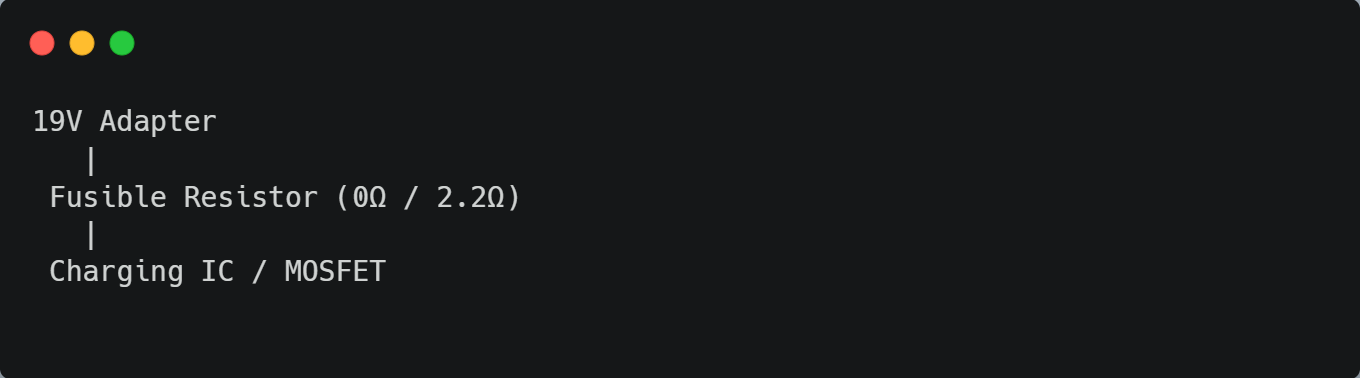 19V Adapter
|
Fusible Resistor (0Ω / 2.2Ω)
|
Charging IC / MOSFET